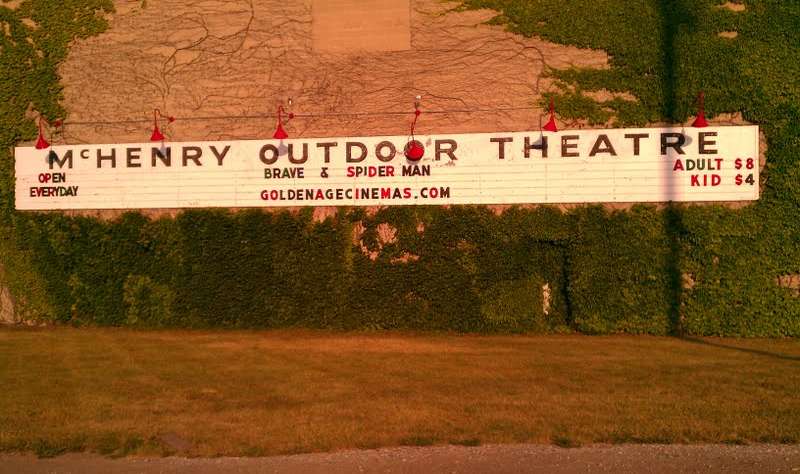 McHENRY OUTDOOR THEATRE
OPEN
EVERYDAY
BRAVE & SPIDER MAN
GOLDENAGECINEMAS.COM
ADULT $8
KID $4